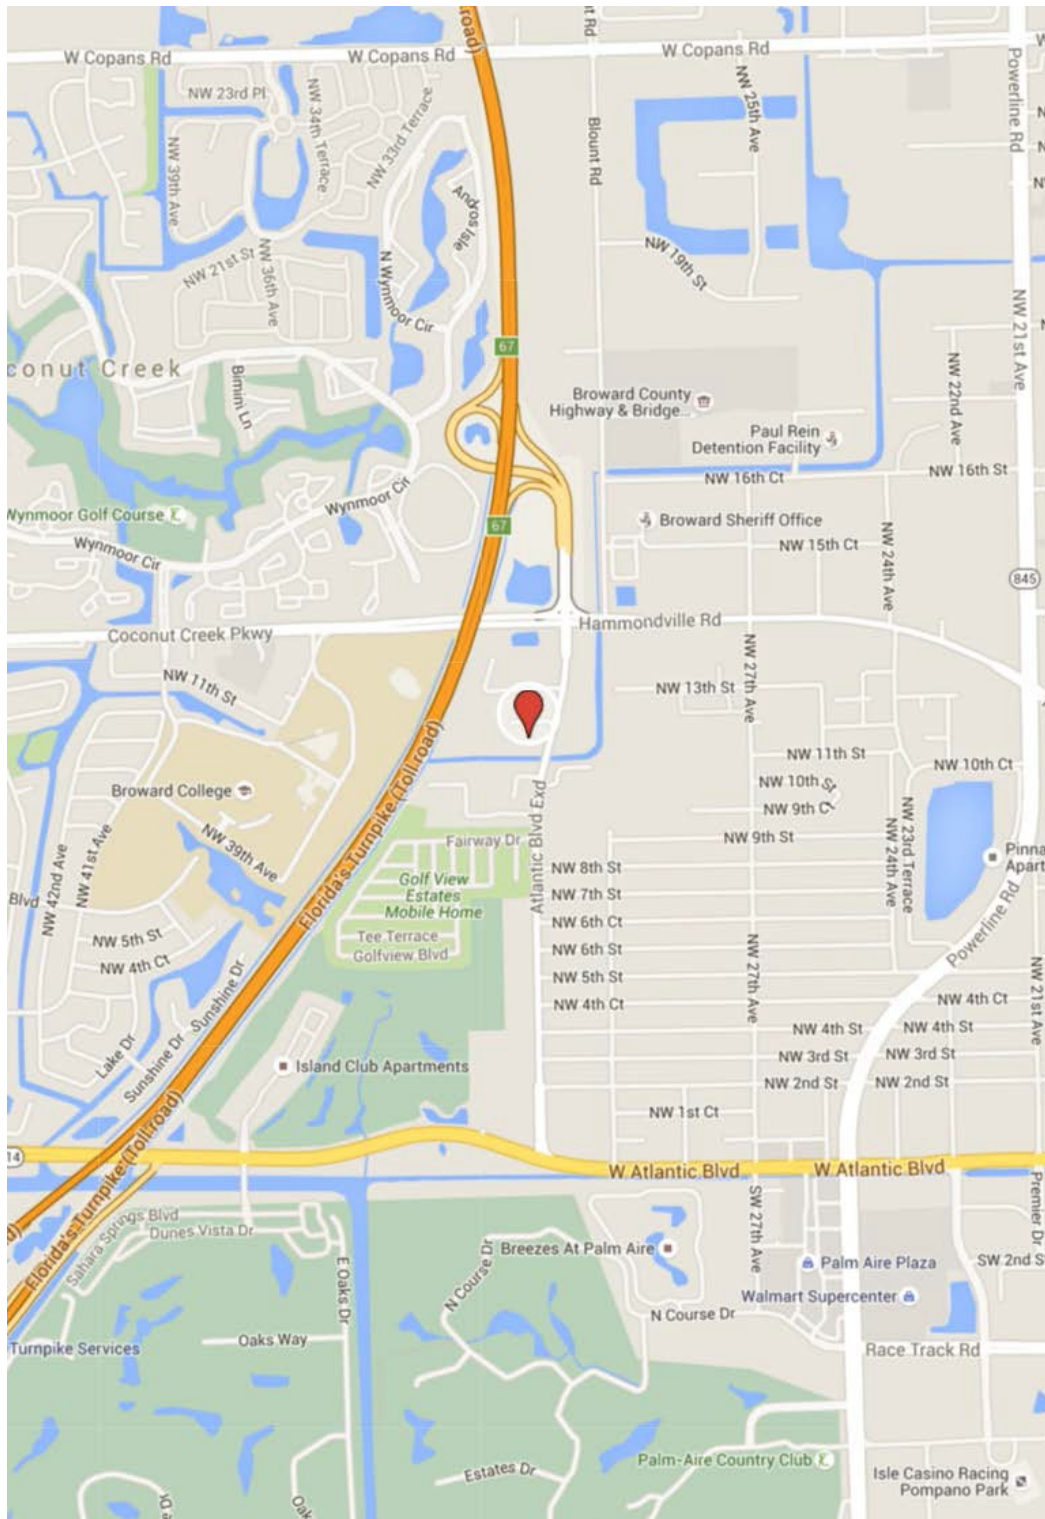 road)
nt Rd
W Copans Rd
W Copans Rd
W Copans Rd
NW 23rd Pl
NW 34th Terrace
NW 33rd Terrace
NW 39th Ave
NW 21st St
NW 36th Ave
N Wynmoor Cir
Andros Isle
Blount Rd
NW 25th Ave
NW 19th St
Powerline Rd
NW 21st Ave
67
conut Creek
Bimini Ln
Broward County
Highway & Bridge...
Paul Rein
Detention Facility
NW 22nd Ave
NW 16th St
NW 16th Ct
Wynmoor Golf Course
Wynmoor Cir
Wynmoor Cir
67
Broward Sheriff Office
NW 15th Ct
NW 24th Ave
845
Coconut Creek Pkwy
Hammondville Rd
NW 11th St
NW 13th St
NW 27th Ave
NW 11th St
NW 10th Ct
NW 10th St
NW 9th Ct
Broward College
NW 39th Ave
Florida's Turnpike (Toll road)
Atlantic Blvd Exd
Fairway Dr
NW 9th St
NW 24th Ave
NW 23rd Terrace
Pinna
Apart
NW 8th St
Golf View
Estates
Mobile Home
NW 7th St
NW 42nd Ave
NW 41st Ave
Blvd
NW 6th Ct
Tee Terrace
Golfview Blvd
NW 5th St
NW 4th Ct
NW 6th St
NW 27th Ave
Powerline Rd
NW 5th St
NW 21st Ave
NW 4th Ct
NW 4th Ct
Sunshine Dr
NW 4th St
NW 4th St
Lake Dr
Sunshine Dr
Island Club Apartments
NW 3rd St
NW 3rd St
NW 2nd St
NW 2nd St
NW 1st Ct
14
Florida's Turnpike (Toll road)
W Atlantic Blvd
W Atlantic Blvd
Sahara Springs Blvd
Dunes Vista Dr
E Oaks Dr
N Course Dr
Breezes At Palm Aire
SW 27th Ave
Premier Dr
Palm Aire Plaza
SW 2nd S
Walmart Supercenter
N Course Dr
Turnpike Services
Oaks Way
Race Track Rd
Palm-Aire Country Club
Estates Dr
Isle Casino Racing
Pompano Park
e Dr
Oak